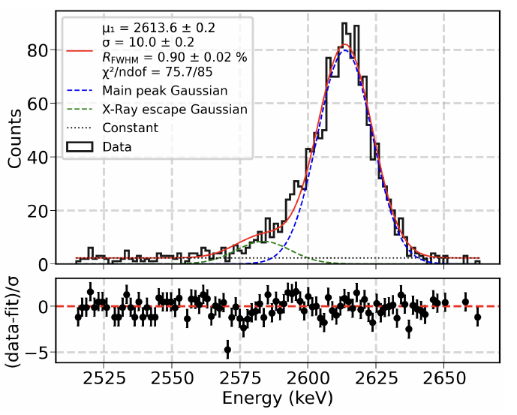 μ₁ = 2613.6 ± 0.2
σ = 10.0 ± 0.2
R_FWHM = 0.90 ± 0.02 %
χ²/ndof = 75.7/85
Main peak Gaussian
X-Ray escape Gaussian
Constant
Data
Counts
80
60
40
20
0
(data-fit)/σ
0
−5
2525 2550 2575 2600 2625 2650
Energy (keV)